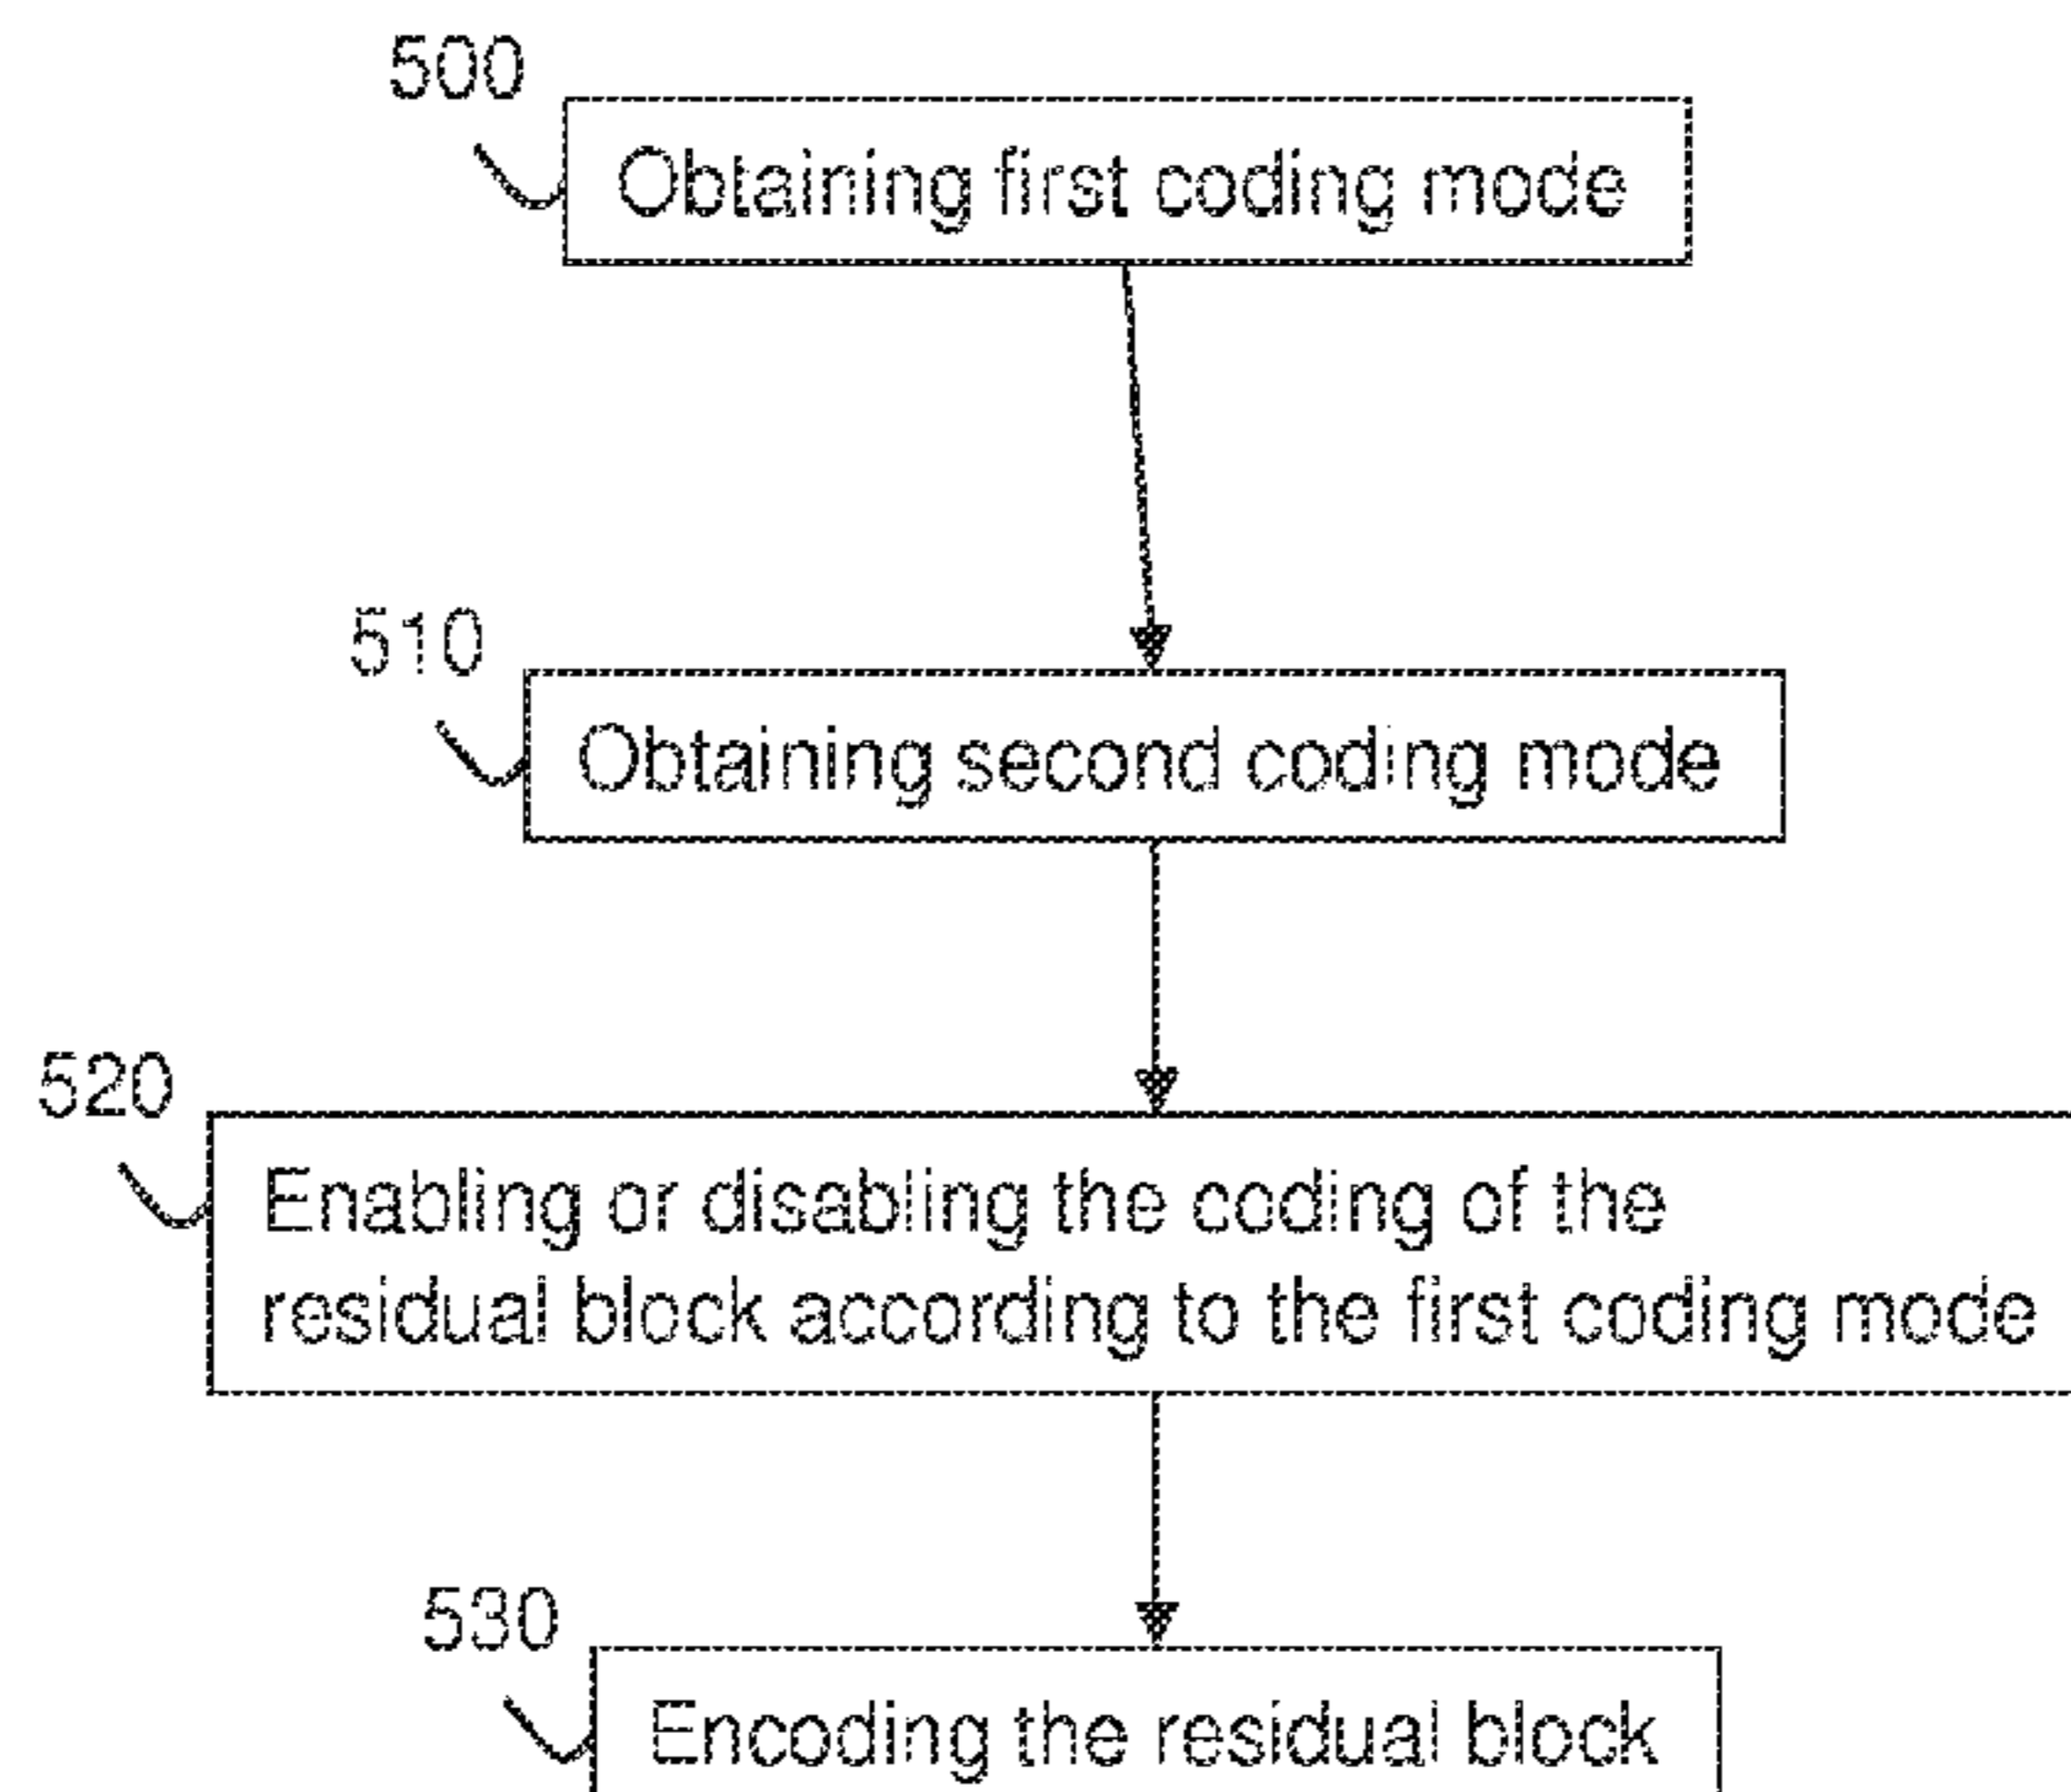 500
Obtaining first coding mode
510
Obtaining second coding mode
520
Enabling or disabling the coding of the
residual block according to the first coding mode
530
Encoding the residual block